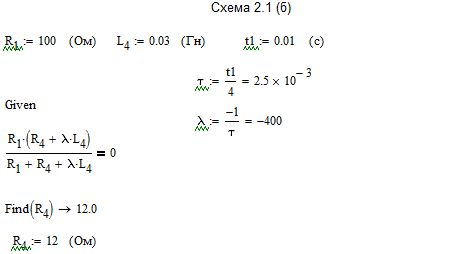 Схема 2.1 (б)
R₁ := 100 (Ом) L₄ := 0.03 (Гн) t1 := 0.01 (с)
τ := t1/4 = 2.5 × 10⁻³
Given
λ := -1/τ = -400
R₁·(R₄ + λ·L₄)/(R₁ + R₄ + λ·L₄) = 0
Find(R₄) → 12.0
R₄ := 12 (Ом)